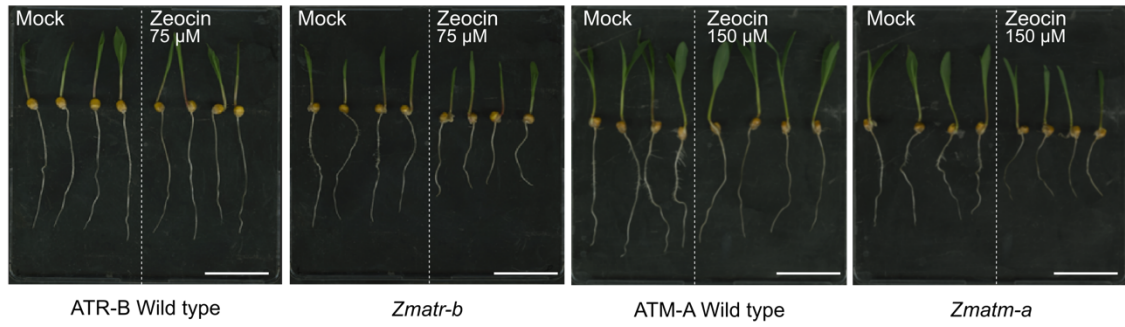 Mock
Zeocin
75 µM
Mock
Zeocin
75 µM
Mock
Zeocin
150 µM
Mock
Zeocin
150 µM
ATR-B Wild type
Zmatr-b
ATM-A Wild type
Zmatm-a